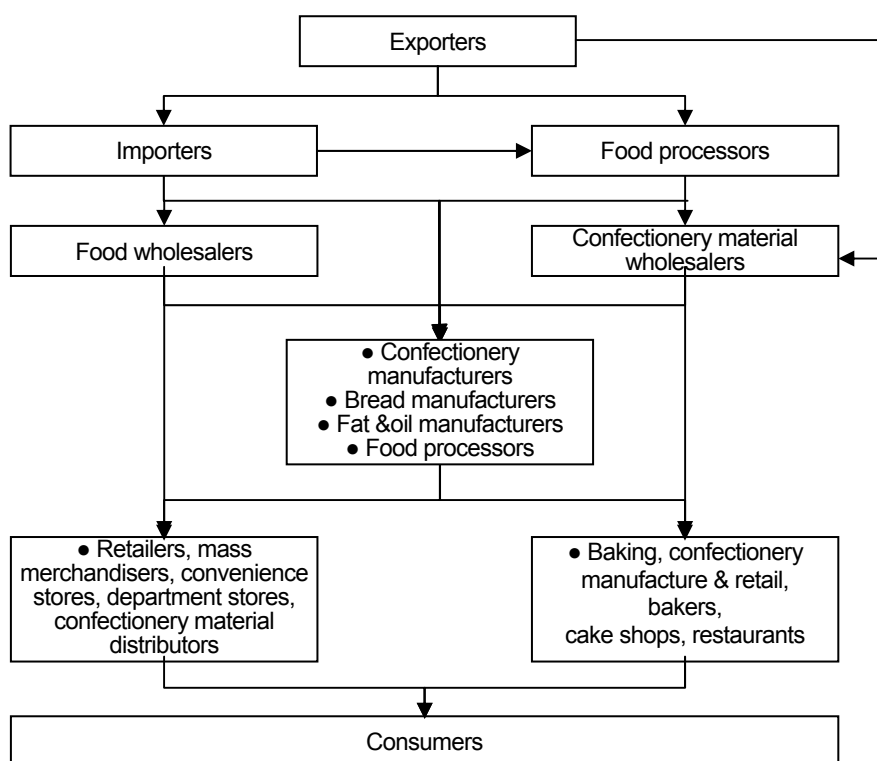 Exporters
Importers
Food processors
Food wholesalers
Confectionery material
wholesalers
● Confectionery
manufacturers
● Bread manufacturers
● Fat &oil manufacturers
● Food processors
● Retailers, mass
merchandisers, convenience
stores, department stores,
confectionery material
distributors
● Baking, confectionery
manufacture & retail,
bakers,
cake shops, restaurants
Consumers